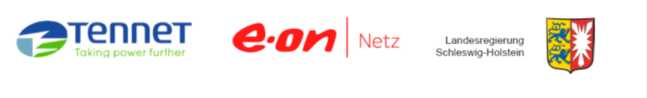 TENNET
Taking power further
e·on Netz
Landesregierung
Schleswig-Holstein